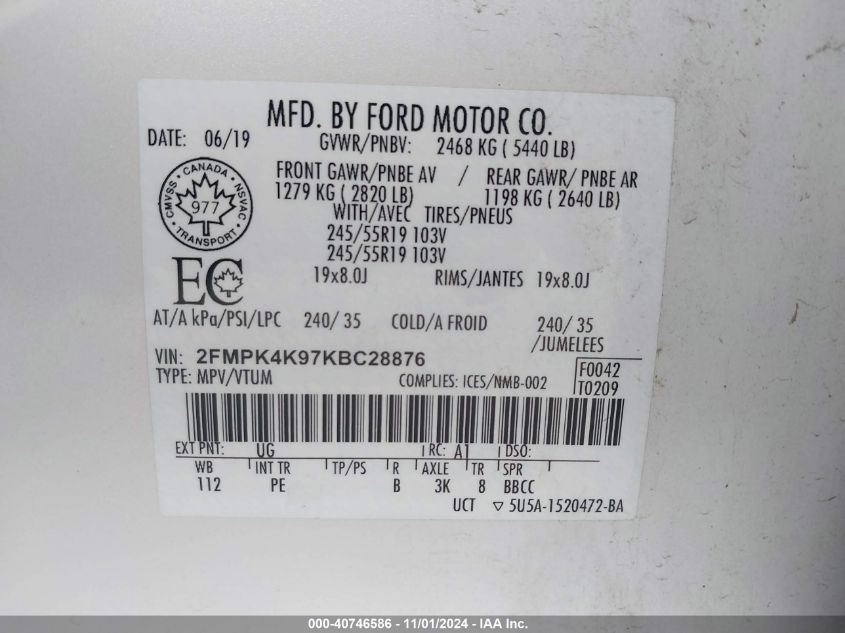 MFD. BY FORD MOTOR CO.
DATE: 06/19 GVWR/PNBV: 2468 KG ( 5440 LB)
FRONT GAWR/PNBE AV / REAR GAWR/ PNBE AR
1279 KG ( 2820 LB) 1198 KG ( 2640 LB)
WITH/AVEC TIRES/PNEUS
245/55R19 103V
245/55R19 103V
19x8.0J RIMS/JANTES 19x8.0J
CANADA
CMVSS NSVAC
977
TRANSPORT
EC
AT/A kPa/PSI/LPC 240/ 35 COLD/A FROID 240/ 35
/JUMELEES
VIN: 2FMPK4K97KBC28876
TYPE: MPV/VTUM COMPLIES: ICES/NMB-002
F0042
T0209
EXT PNT: UG RC: A1 DSO:
WB INT TR TP/PS R AXLE TR SPR
112 PE B 3K 8 BBCC
UCT ▽ 5U5A-1520472-BA
000-40746586 - 11/01/2024 - IAA Inc.